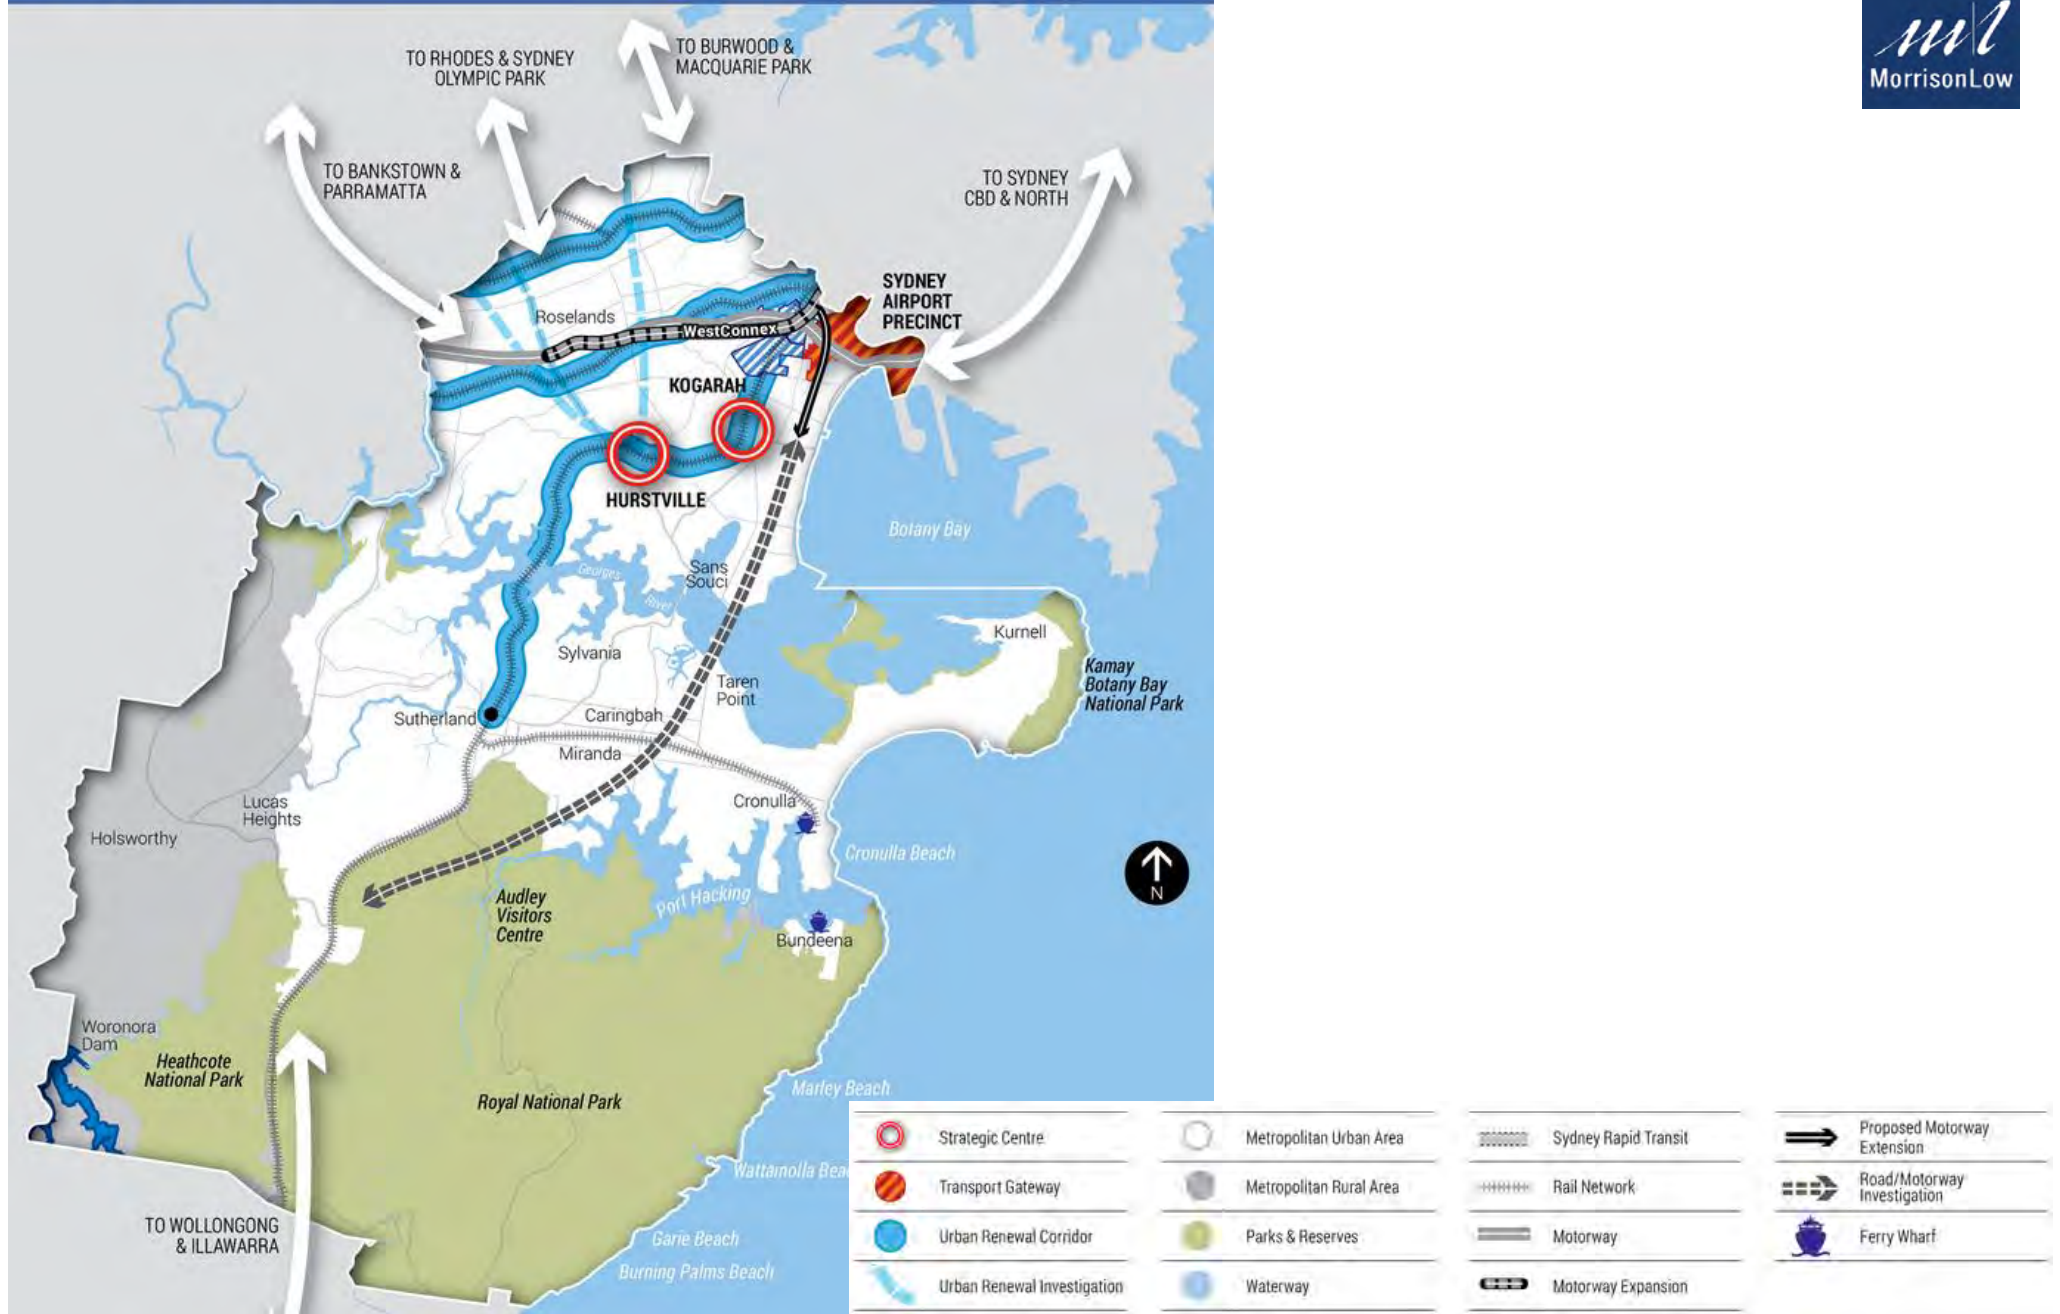 MorrisonLow
TO BURWOOD &
MACQUARIE PARK
TO RHODES & SYDNEY
OLYMPIC PARK
TO BANKSTOWN &
PARRAMATTA
TO SYDNEY
CBD & NORTH
SYDNEY
AIRPORT
PRECINCT
Roselands
WestConnex
KOGARAH
HURSTVILLE
Botany Bay
Georges
River
Sans
Souci
Kurnell
Sylvania
Kamay
Botany Bay
National Park
Taren
Point
Sutherland
Caringbah
Miranda
Cronulla
Lucas
Heights
Holsworthy
Cronulla Beach
N
Audley
Visitors
Centre
Port Hacking
Bundeena
Woronora
Dam
Heathcote
National Park
Royal National Park
Marley Beach
Wattamolla
TO WOLLONGONG
& ILLAWARRA
Garie Beach
Burning Palms Beach
Strategic Centre
Transport Gateway
Urban Renewal Corridor
Urban Renewal Investigation
Metropolitan Urban Area
Metropolitan Rural Area
Parks & Reserves
Waterway
Sydney Rapid Transit
Rail Network
Motorway
Motorway Expansion
Proposed Motorway
Extension
Road/Motorway
Investigation
Ferry Wharf